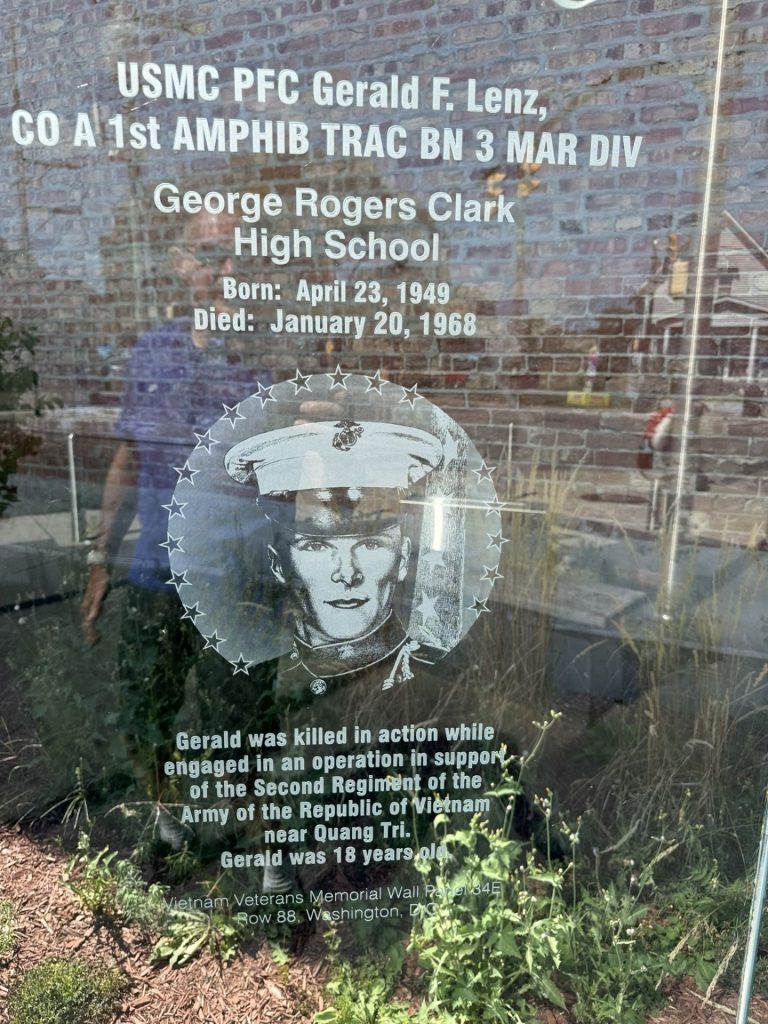 USMC PFC Gerald F. Lenz,
CO A 1st AMPHIB TRAC BN 3 MAR DIV
George Rogers Clark
High School
Born: April 23, 1949
Died: January 20, 1968
Gerald was killed in action while
engaged in an operation in support
of the Second Regiment of the
Army of the Republic of Vietnam
near Quang Tri.
Gerald was 18 years old.
Vietnam Veterans Memorial Wall Panel 34E
Row 88, Washington, D.C.